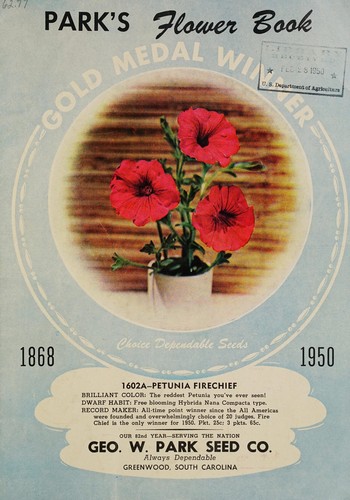 62.77
PARK'S Flower Book
GOLD MEDAL WINNER
1950
U. S. Department of Agriculture
Choice Dependable Seeds
1868 1950
1602A—PETUNIA FIRECHIEF
BRILLIANT COLOR: The reddest Petunia you've ever seen!
DWARF HABIT: Free blooming Hybrida Nana Compacta type.
RECORD MAKER: All-time point winner since the All Americas
were founded and overwhelmingly choice of 20 judges. Fire
Chief is the only winner for 1950. Pkt. 25c; 3 pkts. 65c.
OUR 82nd YEAR—SERVING THE NATION
GEO. W. PARK SEED CO.
Always Dependable
GREENWOOD, SOUTH CAROLINA